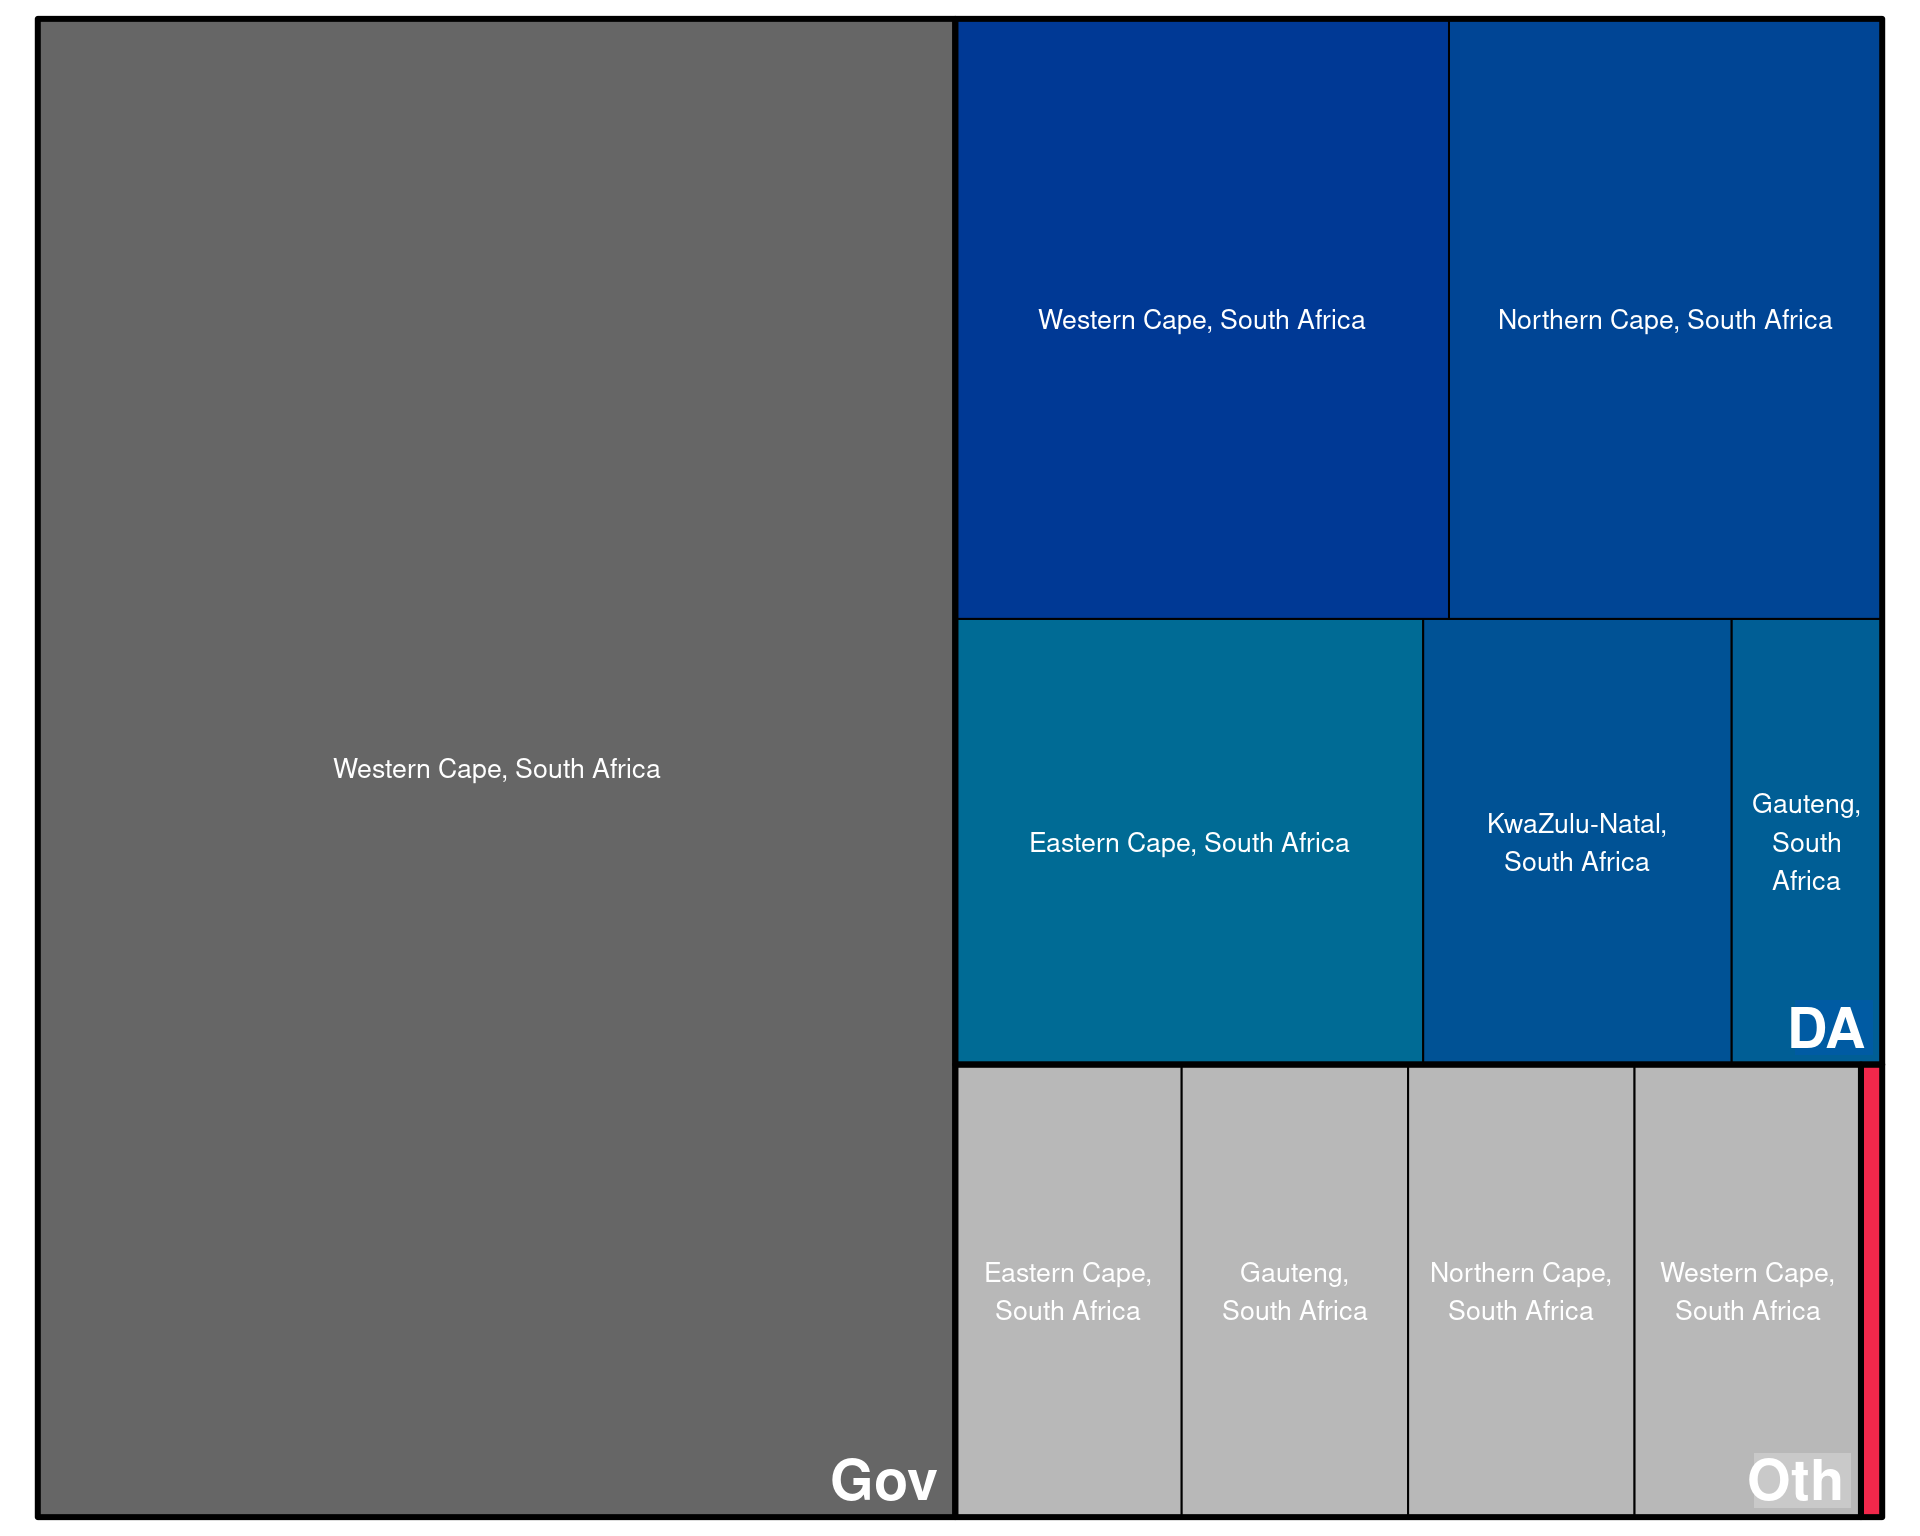 Western Cape, South Africa
Gov
Western Cape, South Africa
Northern Cape, South Africa
Eastern Cape, South Africa
KwaZulu-Natal,
South Africa
Gauteng,
South
Africa
DA
Eastern Cape,
South Africa
Gauteng,
South Africa
Northern Cape,
South Africa
Western Cape,
South Africa
Oth